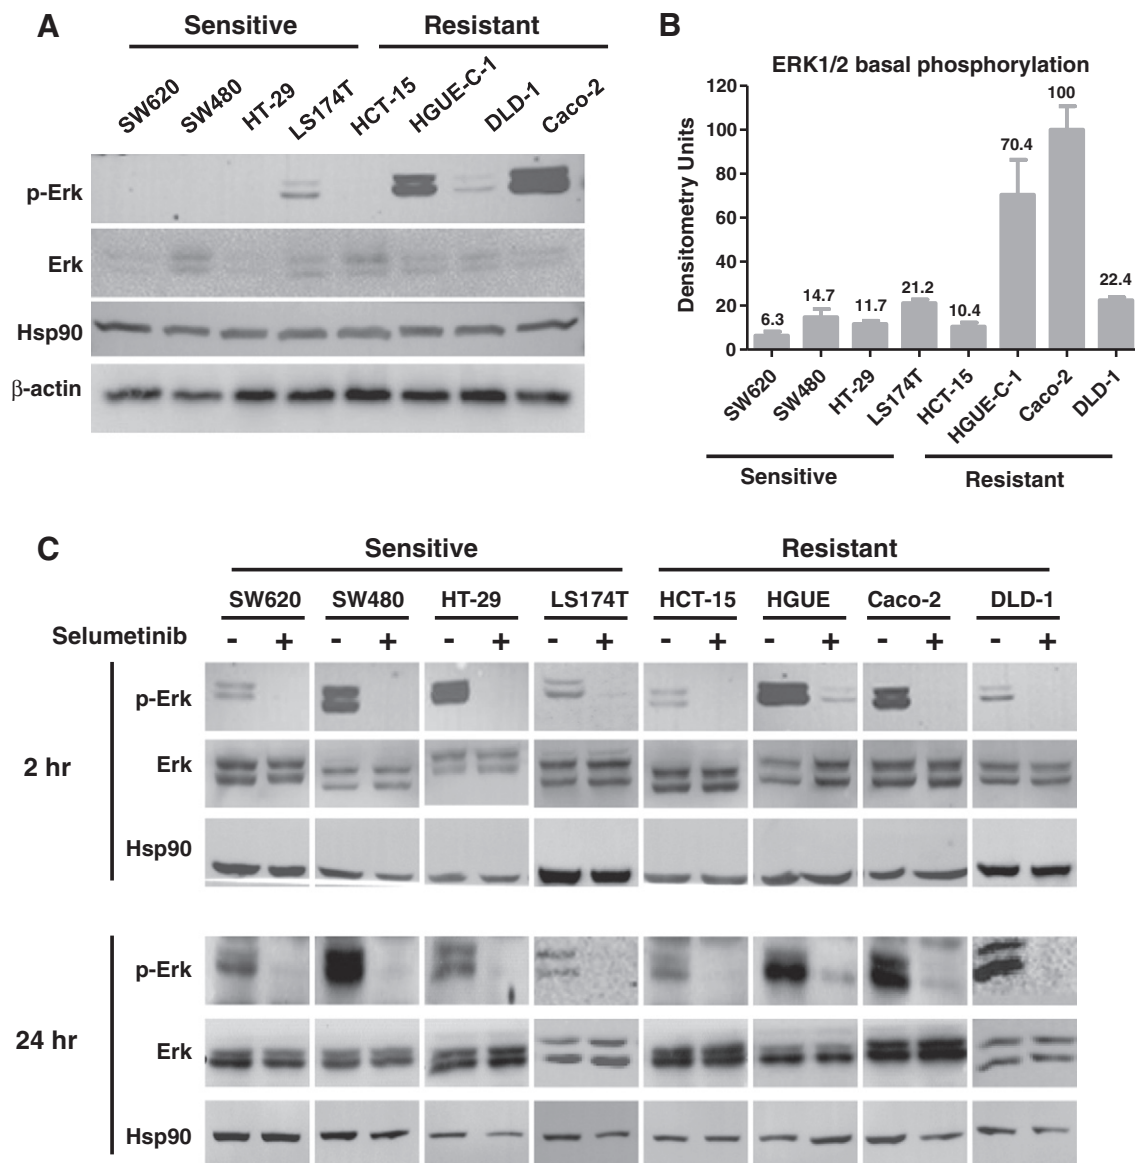 A
Sensitive Resistant
SW620 SW480 HT-29 LS174T HCT-15 HGUE-C-1 DLD-1 Caco-2
p-Erk
Erk
Hsp90
β-actin
B
ERK1/2 basal phosphorylation
Densitometry Units
120
100
80
60
40
20
0
6.3 14.7 11.7 21.2 10.4 70.4 100 22.4
SW620 SW480 HT-29 LS174T HCT-15 HGUE-C-1 Caco-2 DLD-1
Sensitive Resistant
C
Sensitive Resistant
SW620 SW480 HT-29 LS174T HCT-15 HGUE Caco-2 DLD-1
Selumetinib - + - + - + - + - + - + - + - +
2 hr
p-Erk
Erk
Hsp90
24 hr
p-Erk
Erk
Hsp90